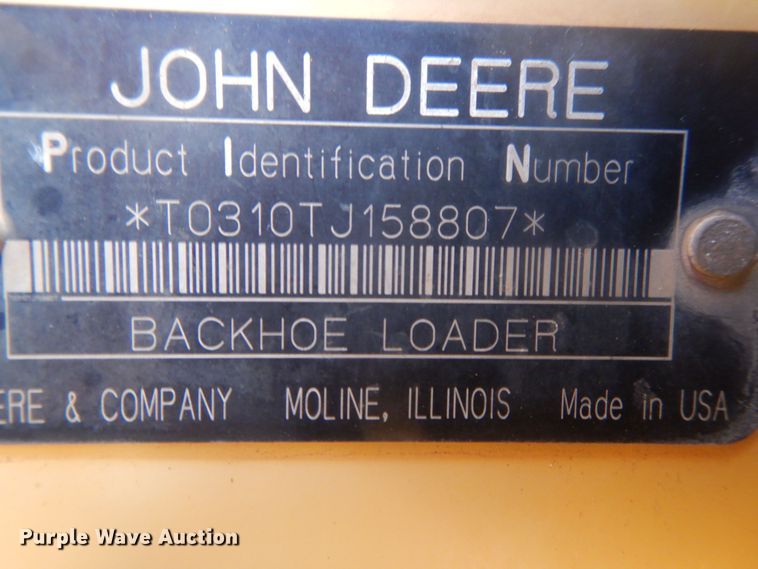 JOHN DEERE
Product Identification Number
*T0310TJ158807*
BACKHOE LOADER
ERE & COMPANY MOLINE, ILLINOIS Made in USA
Purple Wave Auction